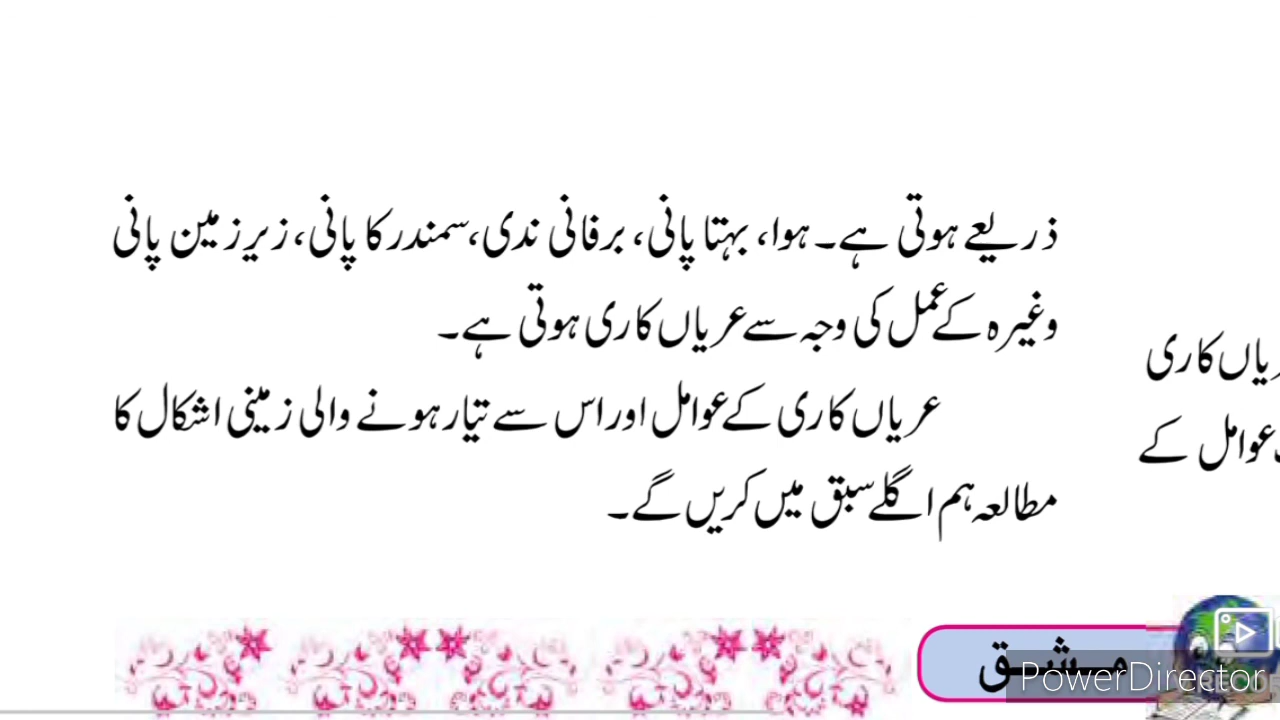 ذریعے ہوتی ہے۔ ہوا، بہتا پانی، برفانی ندی، سمندر کا پانی، زیرِ زمین پانی
وغیرہ کے عمل کی وجہ سے عریاں کاری ہوتی ہے۔
عریاں کاری کے عوامل اور اس سے تیار ہونے والی زمینی اشکال کا
مطالعہ ہم اگلے سبق میں کریں گے۔
کاری
عوامل کے
مشق
PowerDirector